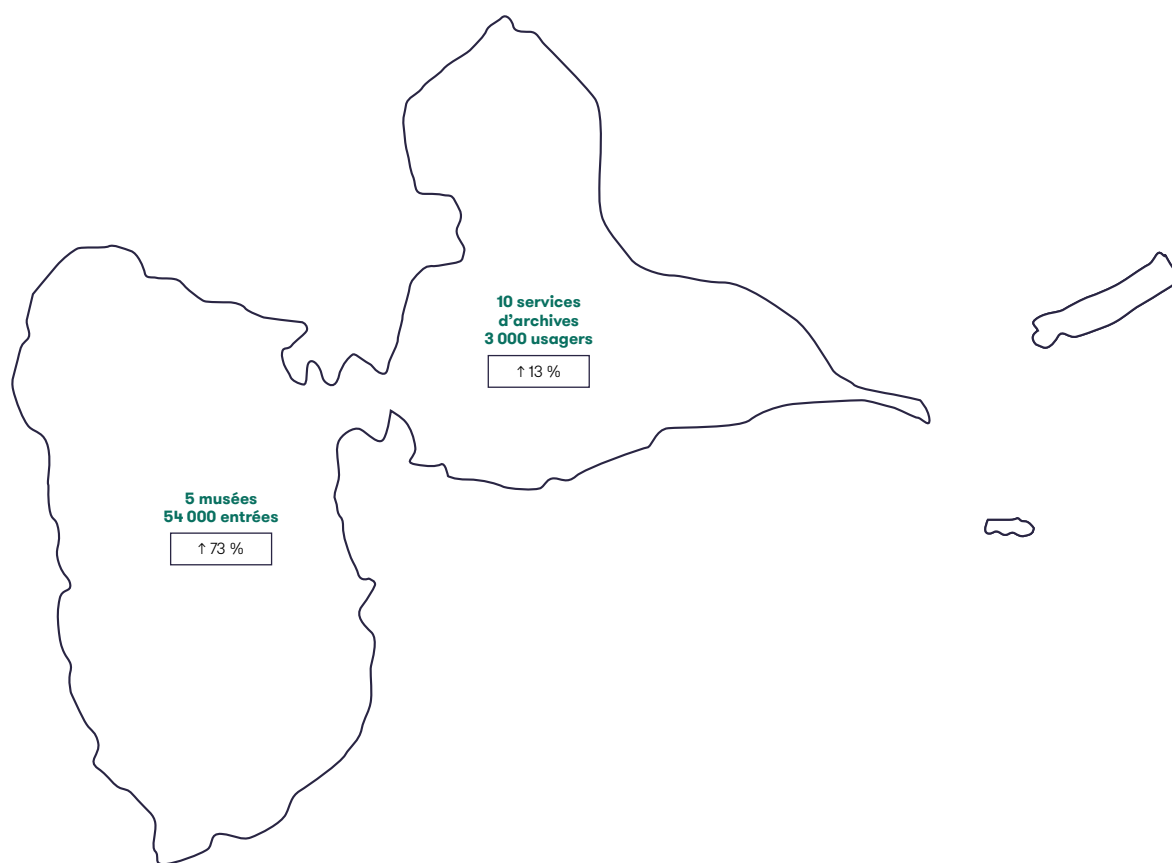 10 services
d’archives
3 000 usagers
↑ 13 %
5 musées
54 000 entrées
↑ 73 %